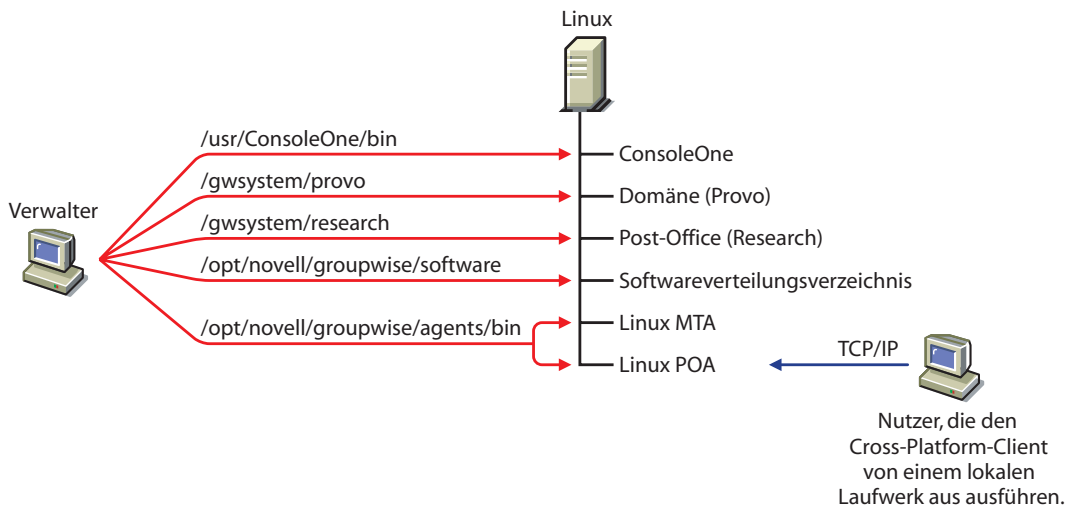 Linux
/usr/ConsoleOne/bin
ConsoleOne
/gwsystem/provo
Domäne (Provo)
Verwalter
/gwsystem/research
Post-Office (Research)
/opt/novell/groupwise/software
Softwareverteilungsverzeichnis
/opt/novell/groupwise/agents/bin
Linux MTA
Linux POA
TCP/IP
Nutzer, die den
Cross-Platform-Client
von einem lokalen
Laufwerk aus ausführen.